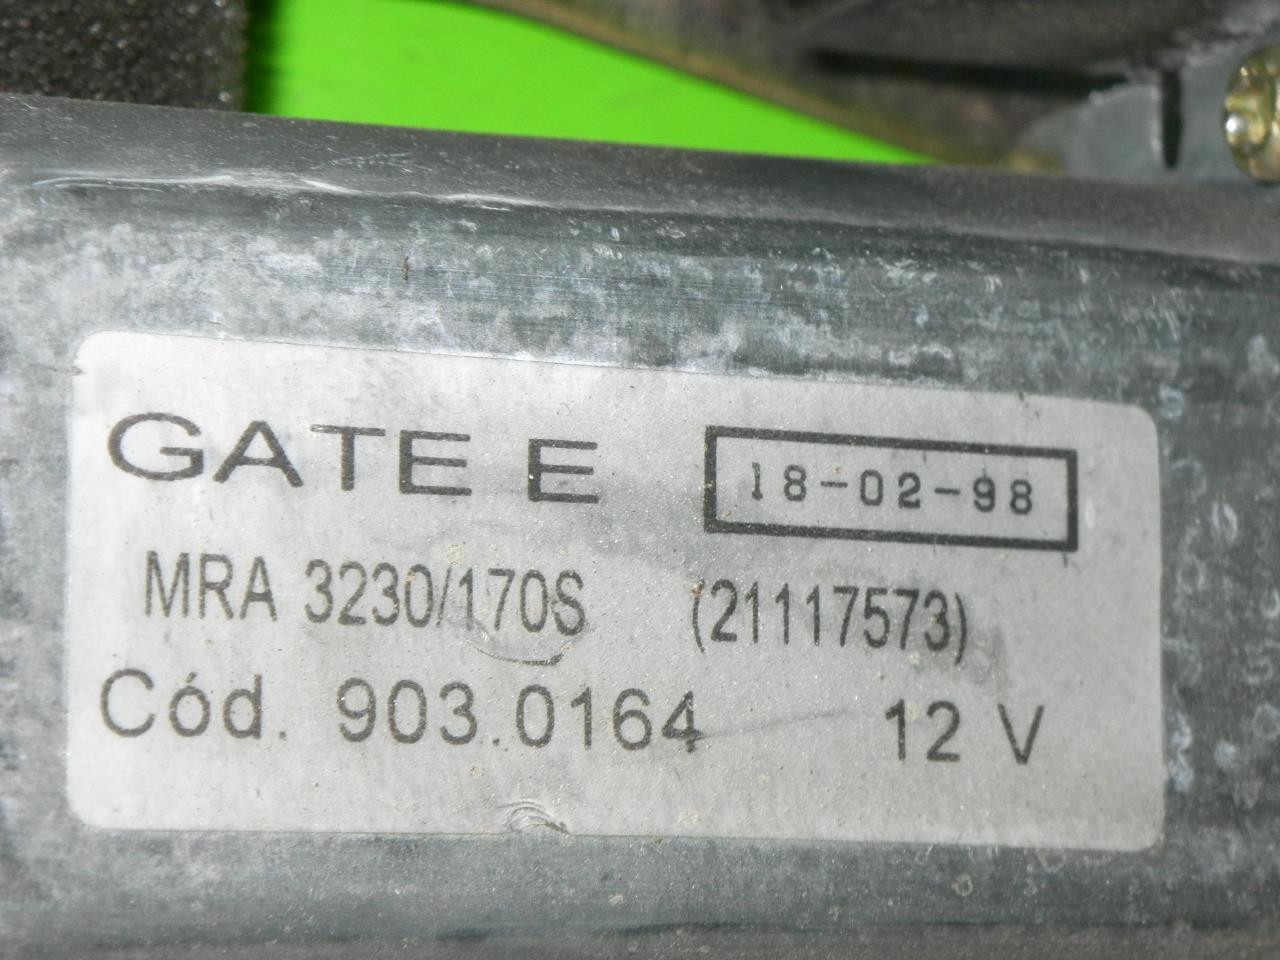 GATE E 18-02-98
MRA 3230/170S (21117573)
Cód. 903.0164 12 V